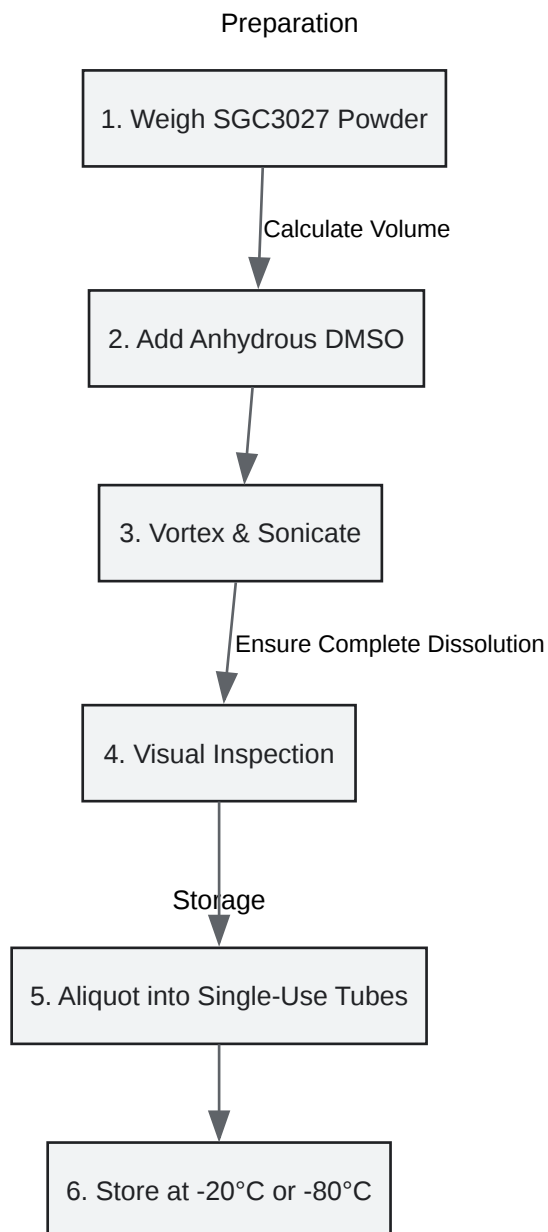 Preparation
1. Weigh SGC3027 Powder
Calculate Volume
2. Add Anhydrous DMSO
3. Vortex & Sonicate
Ensure Complete Dissolution
4. Visual Inspection
Storage
5. Aliquot into Single-Use Tubes
6. Store at -20°C or -80°C